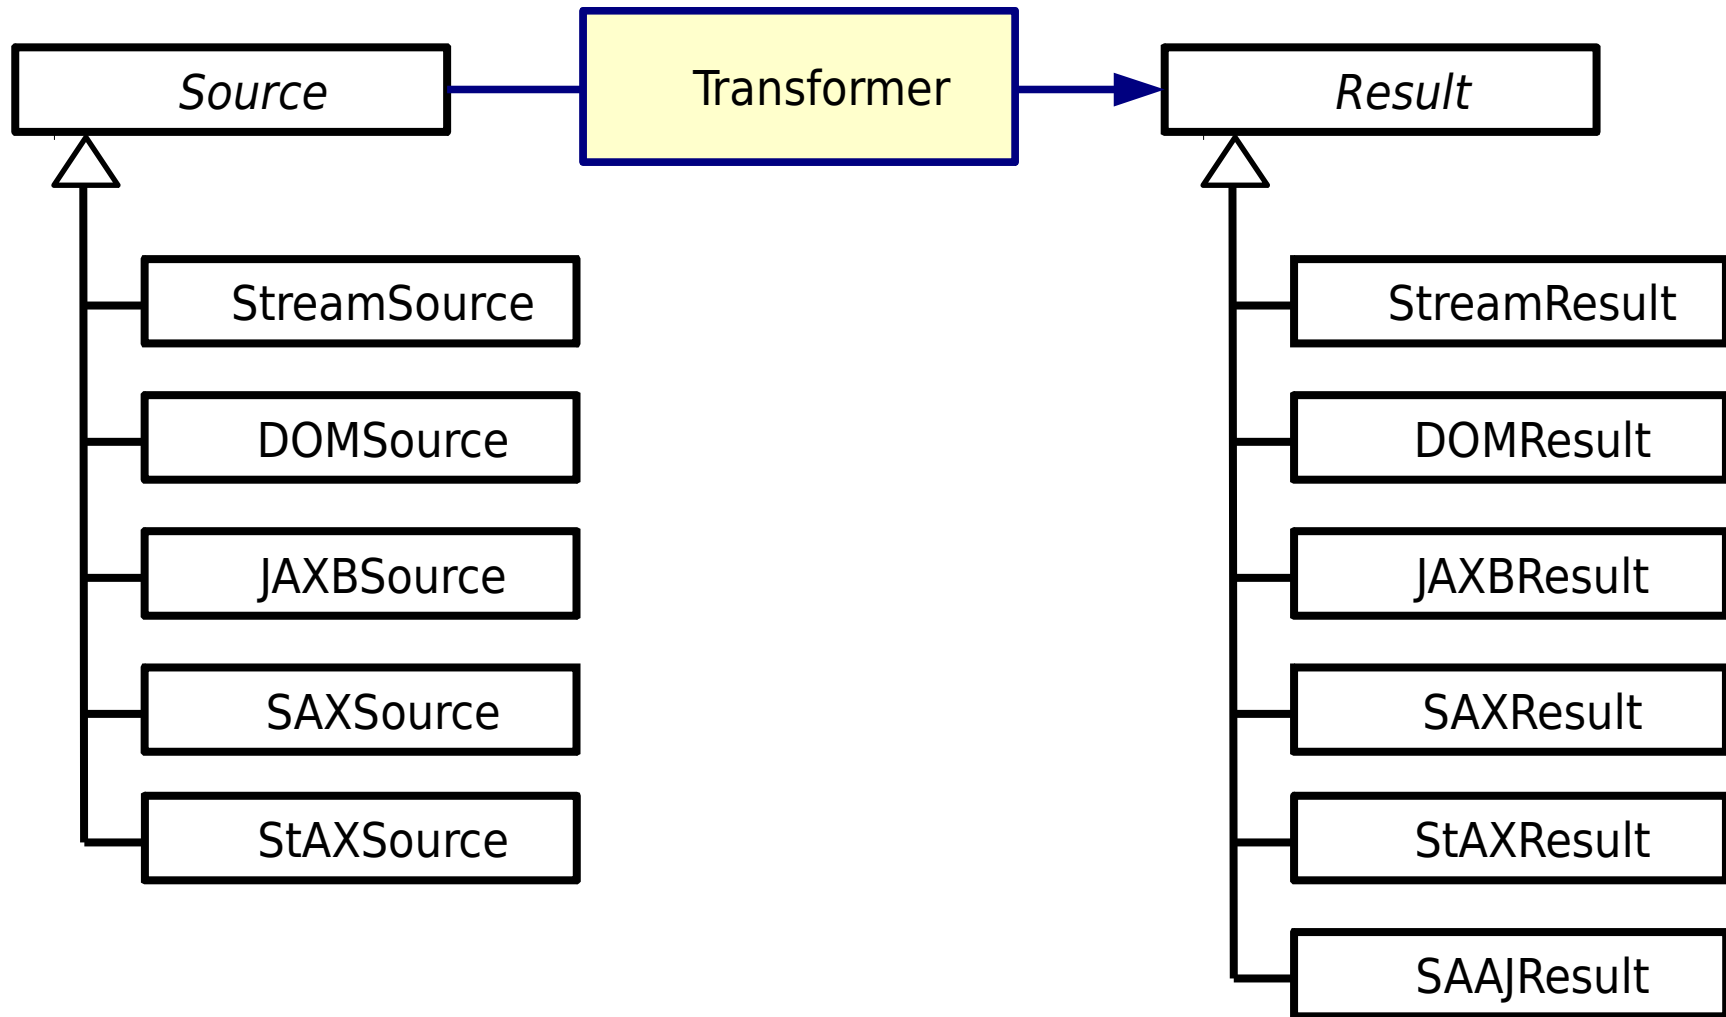 Source
Transformer
Result
StreamSource
DOMSource
JAXBSource
SAXSource
StAXSource
StreamResult
DOMResult
JAXBResult
SAXResult
StAXResult
SAAJResult